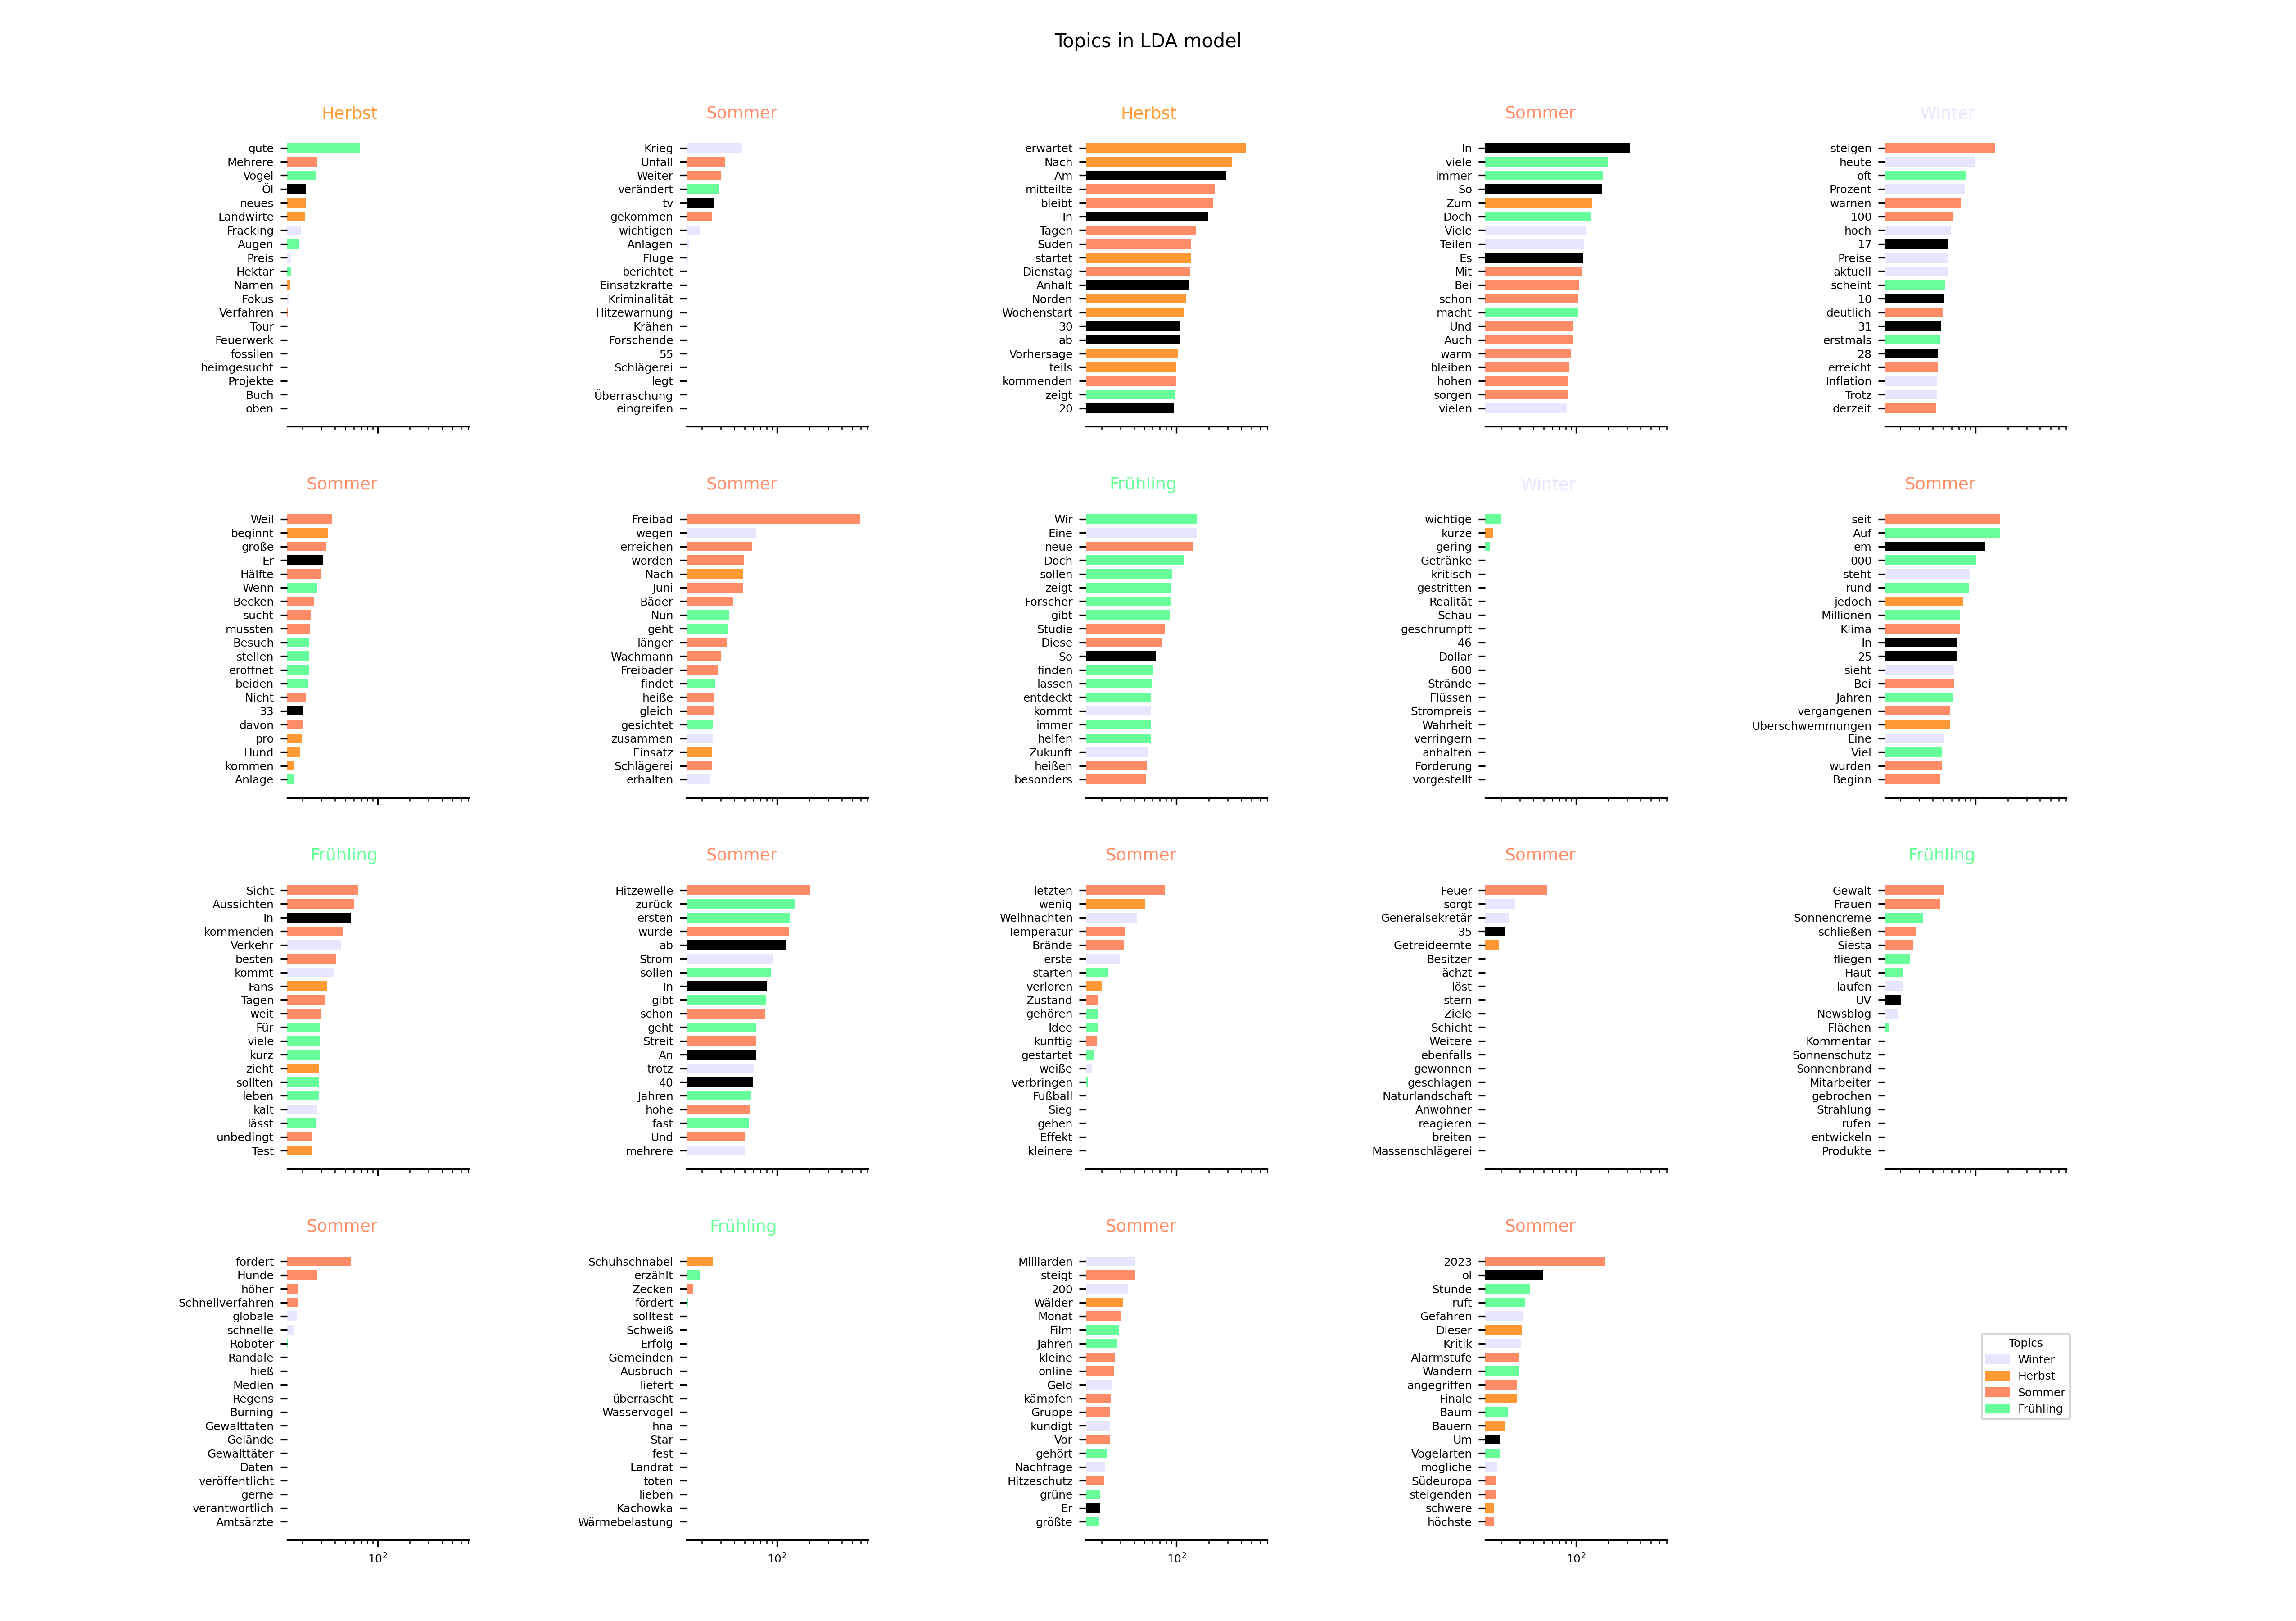 Topics in LDA model
Herbst
gute
Mehrere
Vogel
Öl
neues
Landwirte
Fracking
Augen
Preis
Hektar
Namen
Fokus
Verfahren
Tour
Feuerwerk
fossilen
heimgesucht
Projekte
Buch
oben
Sommer
Krieg
Unfall
Weiter
verändert
tv
gekommen
wichtigen
Anlagen
Flüge
berichtet
Einsatzkräfte
Kriminalität
Hitzewarnung
Krähen
Forschende
55
Schlägerei
legt
Überraschung
eingreifen
Herbst
erwartet
Nach
Am
mitteilte
bleibt
In
Tagen
Süden
startet
Dienstag
Anhalt
Norden
Wochenstart
30
ab
Vorhersage
teils
kommenden
zeigt
20
Sommer
In
viele
immer
So
Zum
Doch
Viele
Teilen
Es
Mit
Bei
schon
macht
Und
Auch
warm
bleiben
hohen
sorgen
vielen
Winter
steigen
heute
oft
Prozent
warnen
100
hoch
17
Preise
aktuell
scheint
10
deutlich
31
erstmals
28
erreicht
Inflation
Trotz
derzeit
Sommer
Weil
beginnt
große
Er
Hälfte
Wenn
Becken
sucht
mussten
Besuch
stellen
eröffnet
beiden
Nicht
33
davon
pro
Hund
kommen
Anlage
Sommer
Freibad
wegen
erreichen
worden
Nach
Juni
Bäder
Nun
geht
länger
Wachmann
Freibäder
findet
heiße
gleich
gesichtet
zusammen
Einsatz
Schlägerei
erhalten
Frühling
Wir
Eine
neue
Doch
sollen
zeigt
Forscher
gibt
Studie
Diese
So
finden
lassen
entdeckt
kommt
immer
helfen
Zukunft
heißen
besonders
Winter
wichtige
kurze
gering
Getränke
kritisch
gestritten
Realität
Schau
geschrumpft
46
Dollar
600
Strände
Flüssen
Strompreis
Wahrheit
verringern
anhalten
Forderung
vorgestellt
Sommer
seit
Auf
em
000
steht
rund
jedoch
Millionen
Klima
In
25
sieht
Bei
Jahren
vergangenen
Überschwemmungen
Eine
Viel
wurden
Beginn
Frühling
Sicht
Aussichten
In
kommenden
Verkehr
besten
kommt
Fans
Tagen
weit
Für
viele
kurz
zieht
sollten
leben
kalt
lässt
unbedingt
Test
Sommer
Hitzewelle
zurück
ersten
wurde
ab
Strom
sollen
In
gibt
schon
geht
Streit
An
trotz
40
Jahren
hohe
fast
Und
mehrere
Sommer
letzten
wenig
Weihnachten
Temperatur
Brände
erste
starten
verloren
Zustand
gehören
Idee
künftig
gestartet
weiße
verbringen
Fußball
Sieg
gehen
Effekt
kleinere
Sommer
Feuer
sorgt
Generalsekretär
35
Getreideernte
Besitzer
ächzt
löst
stern
Ziele
Schicht
Weitere
ebenfalls
gewonnen
geschlagen
Naturlandschaft
Anwohner
reagieren
breiten
Massenschlägerei
Frühling
Gewalt
Frauen
Sonnencreme
schließen
Siesta
fliegen
Haut
laufen
UV
Newsblog
Flächen
Kommentar
Sonnenschutz
Sonnenbrand
Mitarbeiter
gebrochen
Strahlung
rufen
entwickeln
Produkte
Sommer
fordert
Hunde
höher
Schnellverfahren
globale
schnelle
Roboter
Randale
hieß
Medien
Regens
Burning
Gewalttaten
Gelände
Gewalttäter
Daten
veröffentlicht
gerne
verantwortlich
Amtsärzte
10²
Frühling
Schuhschnabel
erzählt
Zecken
fördert
solltest
Schweiß
Erfolg
Gemeinden
Ausbruch
liefert
überrascht
Wasservögel
hna
Star
fest
Landrat
toten
lieben
Kachowka
Wärmebelastung
10²
Sommer
Milliarden
steigt
200
Wälder
Monat
Film
Jahren
kleine
online
Geld
kämpfen
Gruppe
kündigt
Vor
gehört
Nachfrage
Hitzeschutz
grüne
Er
größte
10²
Sommer
2023
ol
Stunde
ruft
Gefahren
Dieser
Kritik
Alarmstufe
Wandern
angegriffen
Finale
Baum
Bauern
Um
Vogelarten
mögliche
Südeuropa
steigenden
schwere
höchste
10²
Topics
Winter
Herbst
Sommer
Frühling